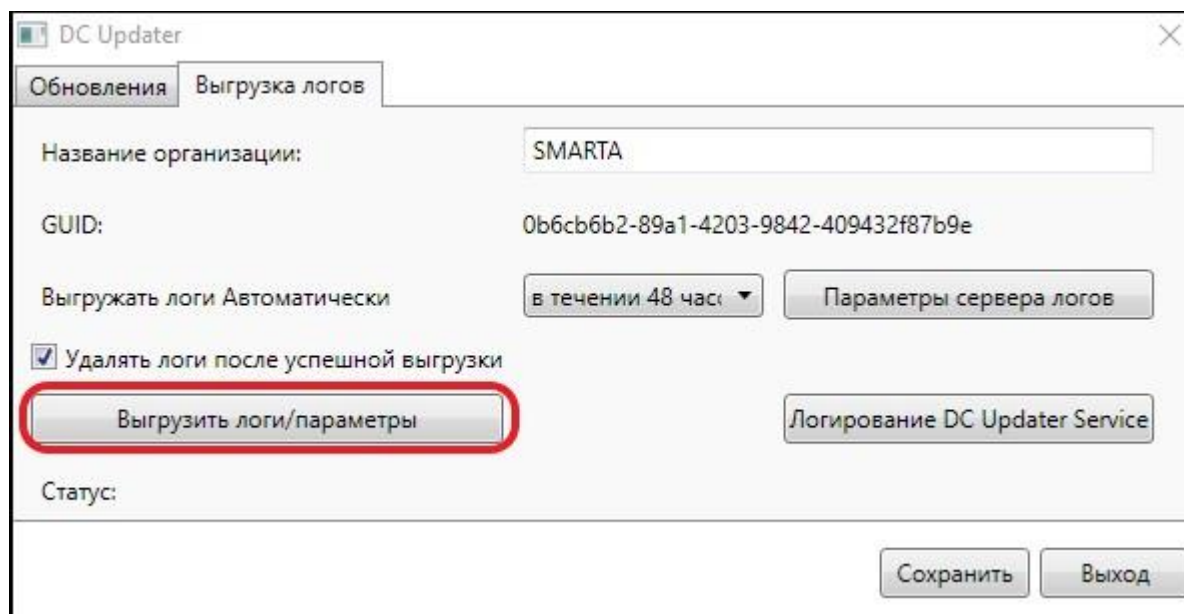 DC Updater
Обновления Выгрузка логов
Название организации: SMARTA
GUID: 0b6cb6b2-89a1-4203-9842-409432f87b9e
Выгружать логи Автоматически в течении 48 час Параметры сервера логов
Удалять логи после успешной выгрузки
Выгрузить логи/параметры Логирование DC Updater Service
Статус:
Сохранить Выход